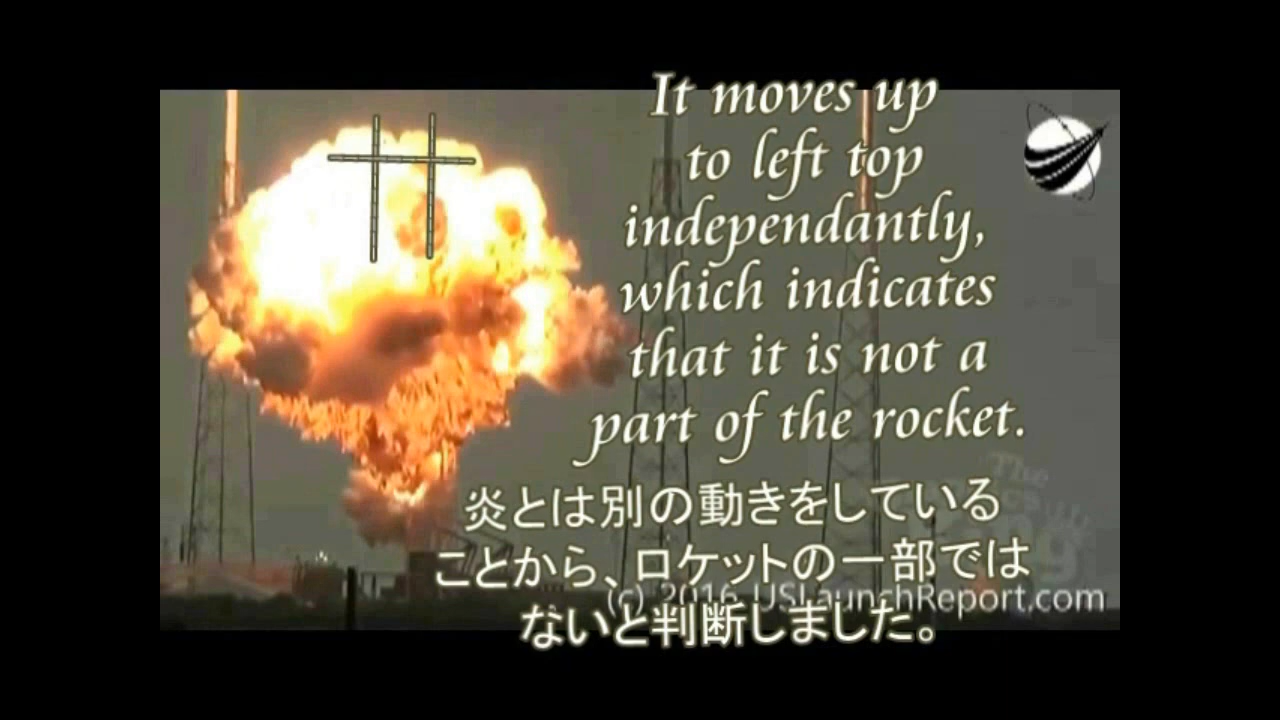 It moves up
to left top
independantly,
which indicates
that it is not a
part of the rocket.
炎とは別の動きをしている
ことから、ロケットの一部では
ないと判断しました。
(c) 2016 USLaunchReport.com
The